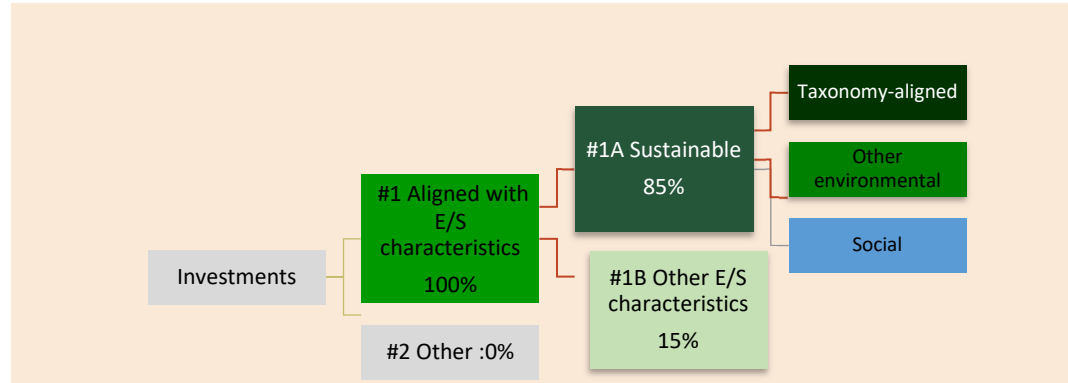 Investments
#1 Aligned with
E/S
characteristics
100%
#2 Other :0%
#1A Sustainable
85%
#1B Other E/S
characteristics
15%
Taxonomy-aligned
Other
environmental
Social